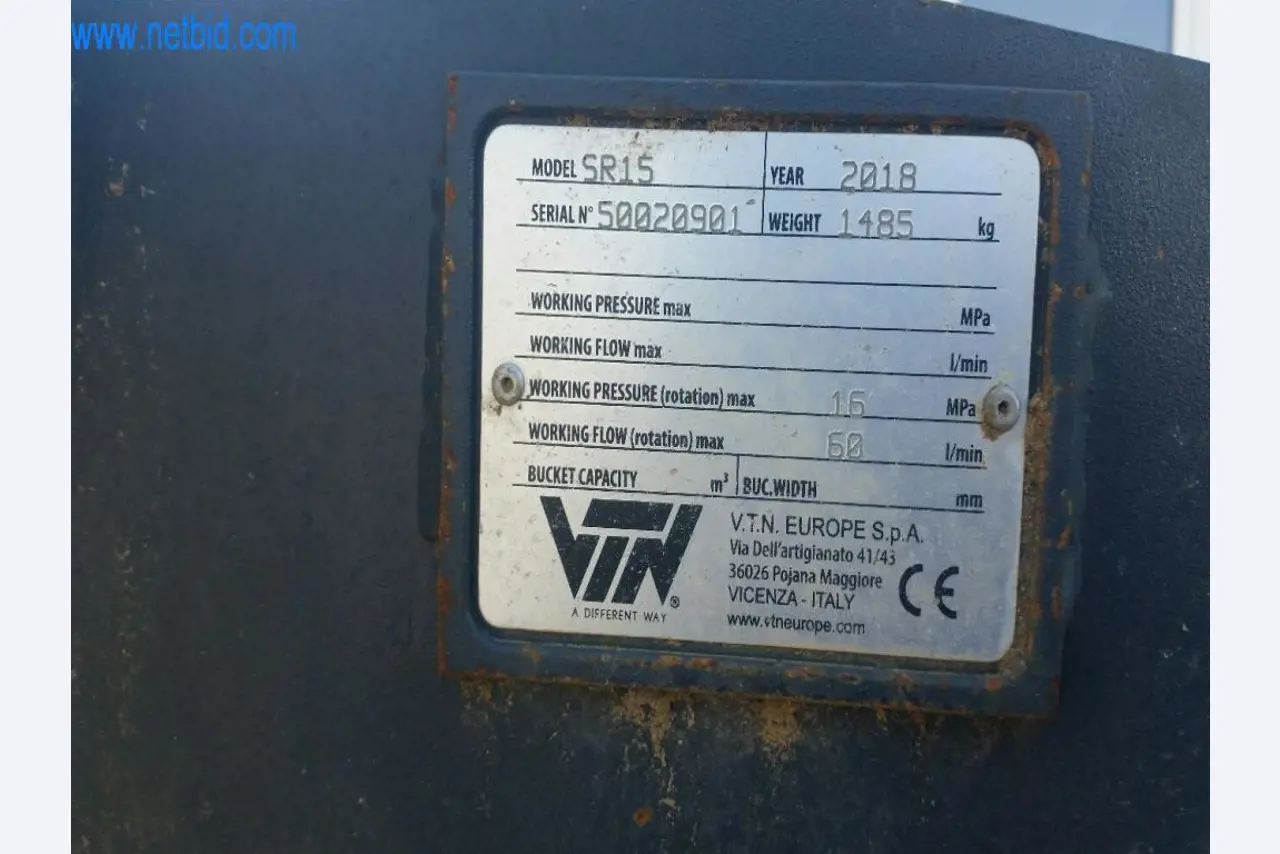 www.netbid.com
MODEL SR15 YEAR 2018
SERIAL N° 50020901 WEIGHT 1485 kg
WORKING PRESSURE max MPa
WORKING FLOW max l/min
WORKING PRESSURE (rotation) max 16 MPa
WORKING FLOW (rotation) max 60 l/min
BUCKET CAPACITY m³ BUC.WIDTH mm
VTN®
A DIFFERENT WAY
V.T.N. EUROPE S.p.A.
Via Dell'artigianato 41/43
36026 Pojana Maggiore
VICENZA - ITALY
www.vtneurope.com
CE